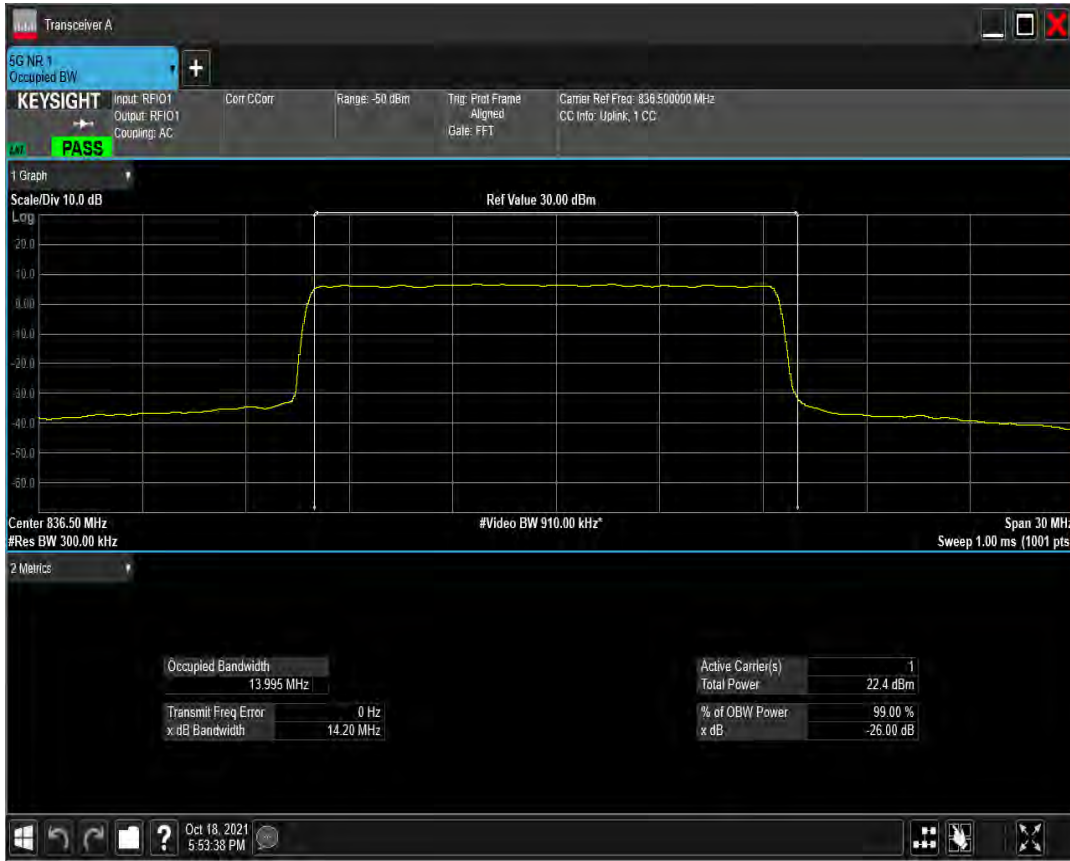 Transceiver A
5G NR 1
Occupied BW
KEYSIGHT
Input: RFIO1
Output: RFIO1
Coupling: AC
Corr CCorr
Range: -50 dBm
Trig: Prot Frame
Aligned
Gate: FFT
Carrier Ref Freq: 836.500000 MHz
CC Info: Uplink, 1 CC
PASS
1 Graph
Scale/Div 10.0 dB
Ref Value 30.00 dBm
Log
20.0
10.0
0.00
-10.0
-20.0
-30.0
-40.0
-50.0
-60.0
Center 836.50 MHz
#Video BW 910.00 kHz*
Span 30 MHz
#Res BW 300.00 kHz
Sweep 1.00 ms (1001 pts
2 Metrics
Occupied Bandwidth
13.995 MHz
Transmit Freq Error 0 Hz
x dB Bandwidth 14.20 MHz
Active Carrier(s) 1
Total Power 22.4 dBm
% of OBW Power 99.00 %
x dB -26.00 dB
Oct 18, 2021
5:53:38 PM